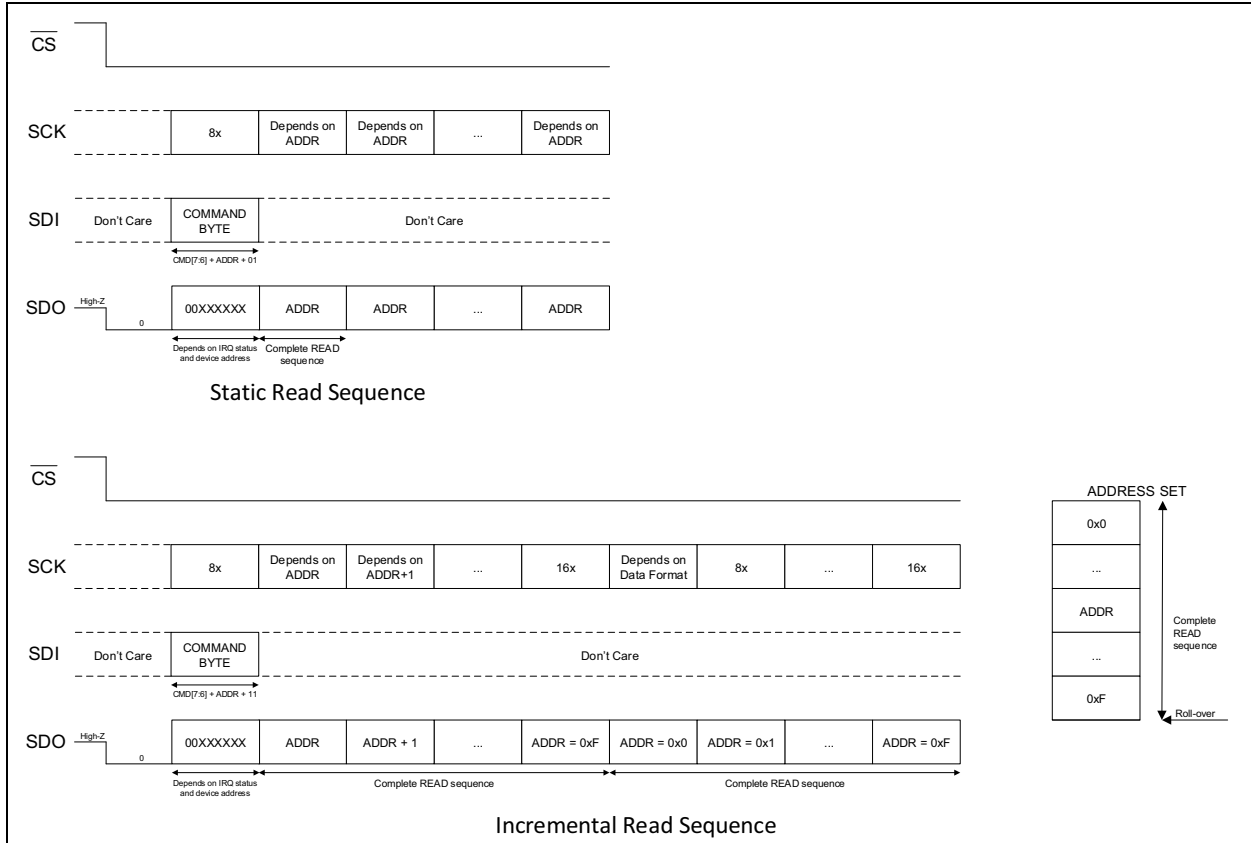 CS
SCK
8x
Depends on
ADDR
Depends on
ADDR
...
Depends on
ADDR
SDI
Don't Care
COMMAND
BYTE
Don't Care
CMD[7:6] + ADDR + 01
SDO
High-Z
0
00XXXXXX
ADDR
ADDR
...
ADDR
Depends on IRQ status
and device address
Complete READ
sequence
Static Read Sequence
CS
SCK
8x
Depends on
ADDR
Depends on
ADDR+1
...
16x
Depends on
Data Format
8x
...
16x
SDI
Don't Care
COMMAND
BYTE
Don't Care
CMD[7:6] + ADDR + 11
SDO
High-Z
0
00XXXXXX
ADDR
ADDR + 1
...
ADDR = 0xF
ADDR = 0x0
ADDR = 0x1
...
ADDR = 0xF
Depends on IRQ status
and device address
Complete READ sequence
Complete READ sequence
Incremental Read Sequence
ADDRESS SET
0x0
...
ADDR
...
0xF
Complete
READ
sequence
Roll-over